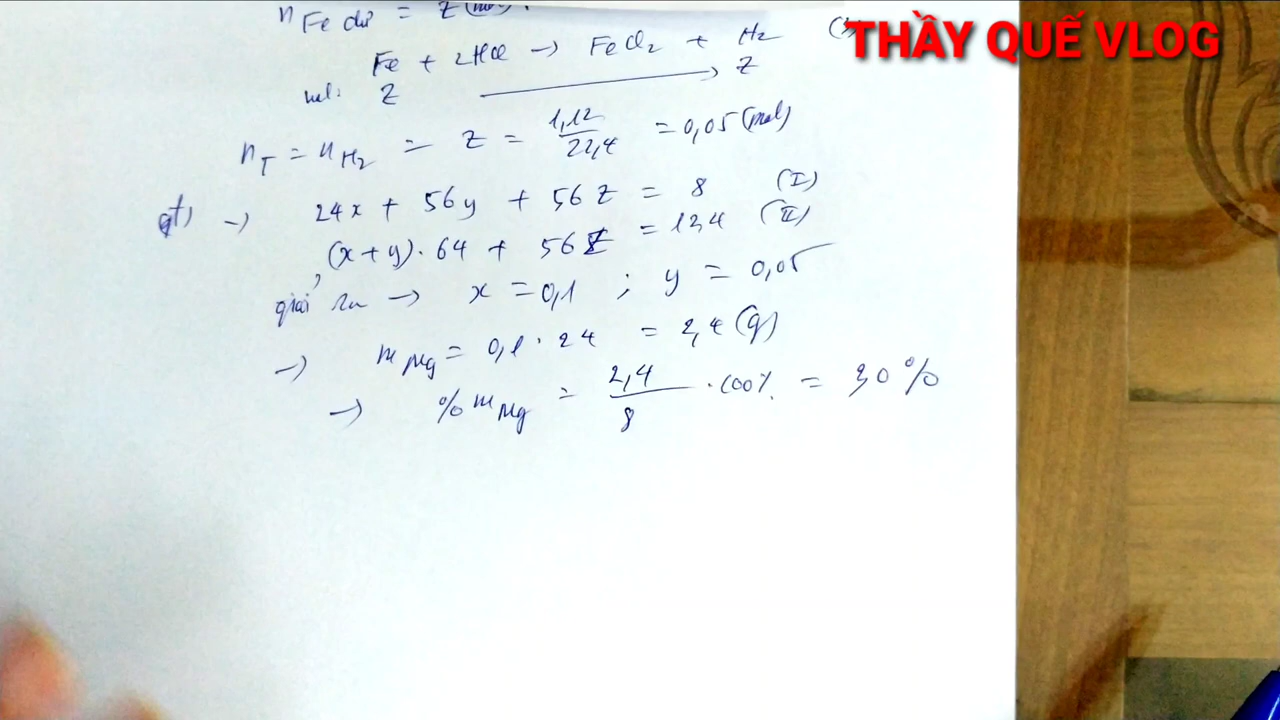 n Fe dư = z (mol).
THẦY QUẾ VLOG
Fe + 2HCl → FeCl2 + H2
mol: z → z
nT = nH2 = z = 1,12/22,4 = 0,05 (mol)
gt) → 24x + 56y + 56z = 8 (I)
(x + y). 64 + 56z = 12,4 (II)
giải ra → x = 0,1 ; y = 0,05
→ mMg = 0,1 . 24 = 2,4 (g)
→ % mMg = 2,4/8 . 100% = 30%